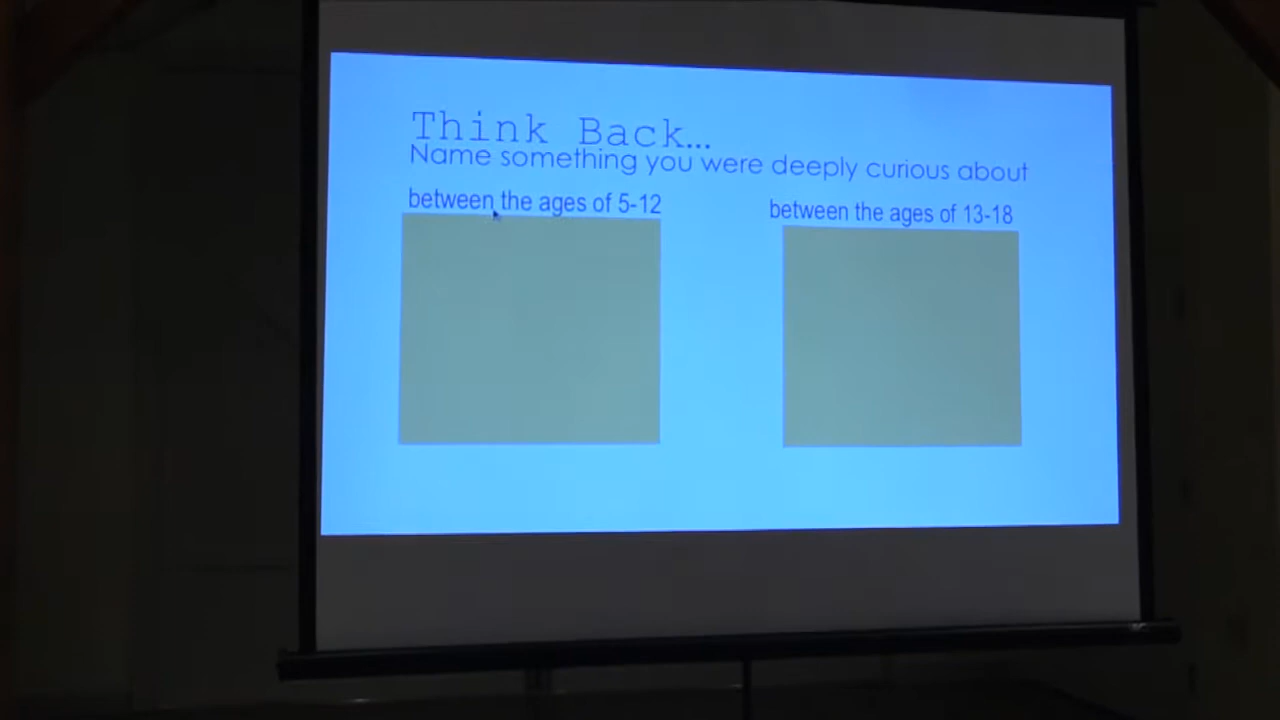 Think Back…
Name something you were deeply curious about
between the ages of 5-12
between the ages of 13-18